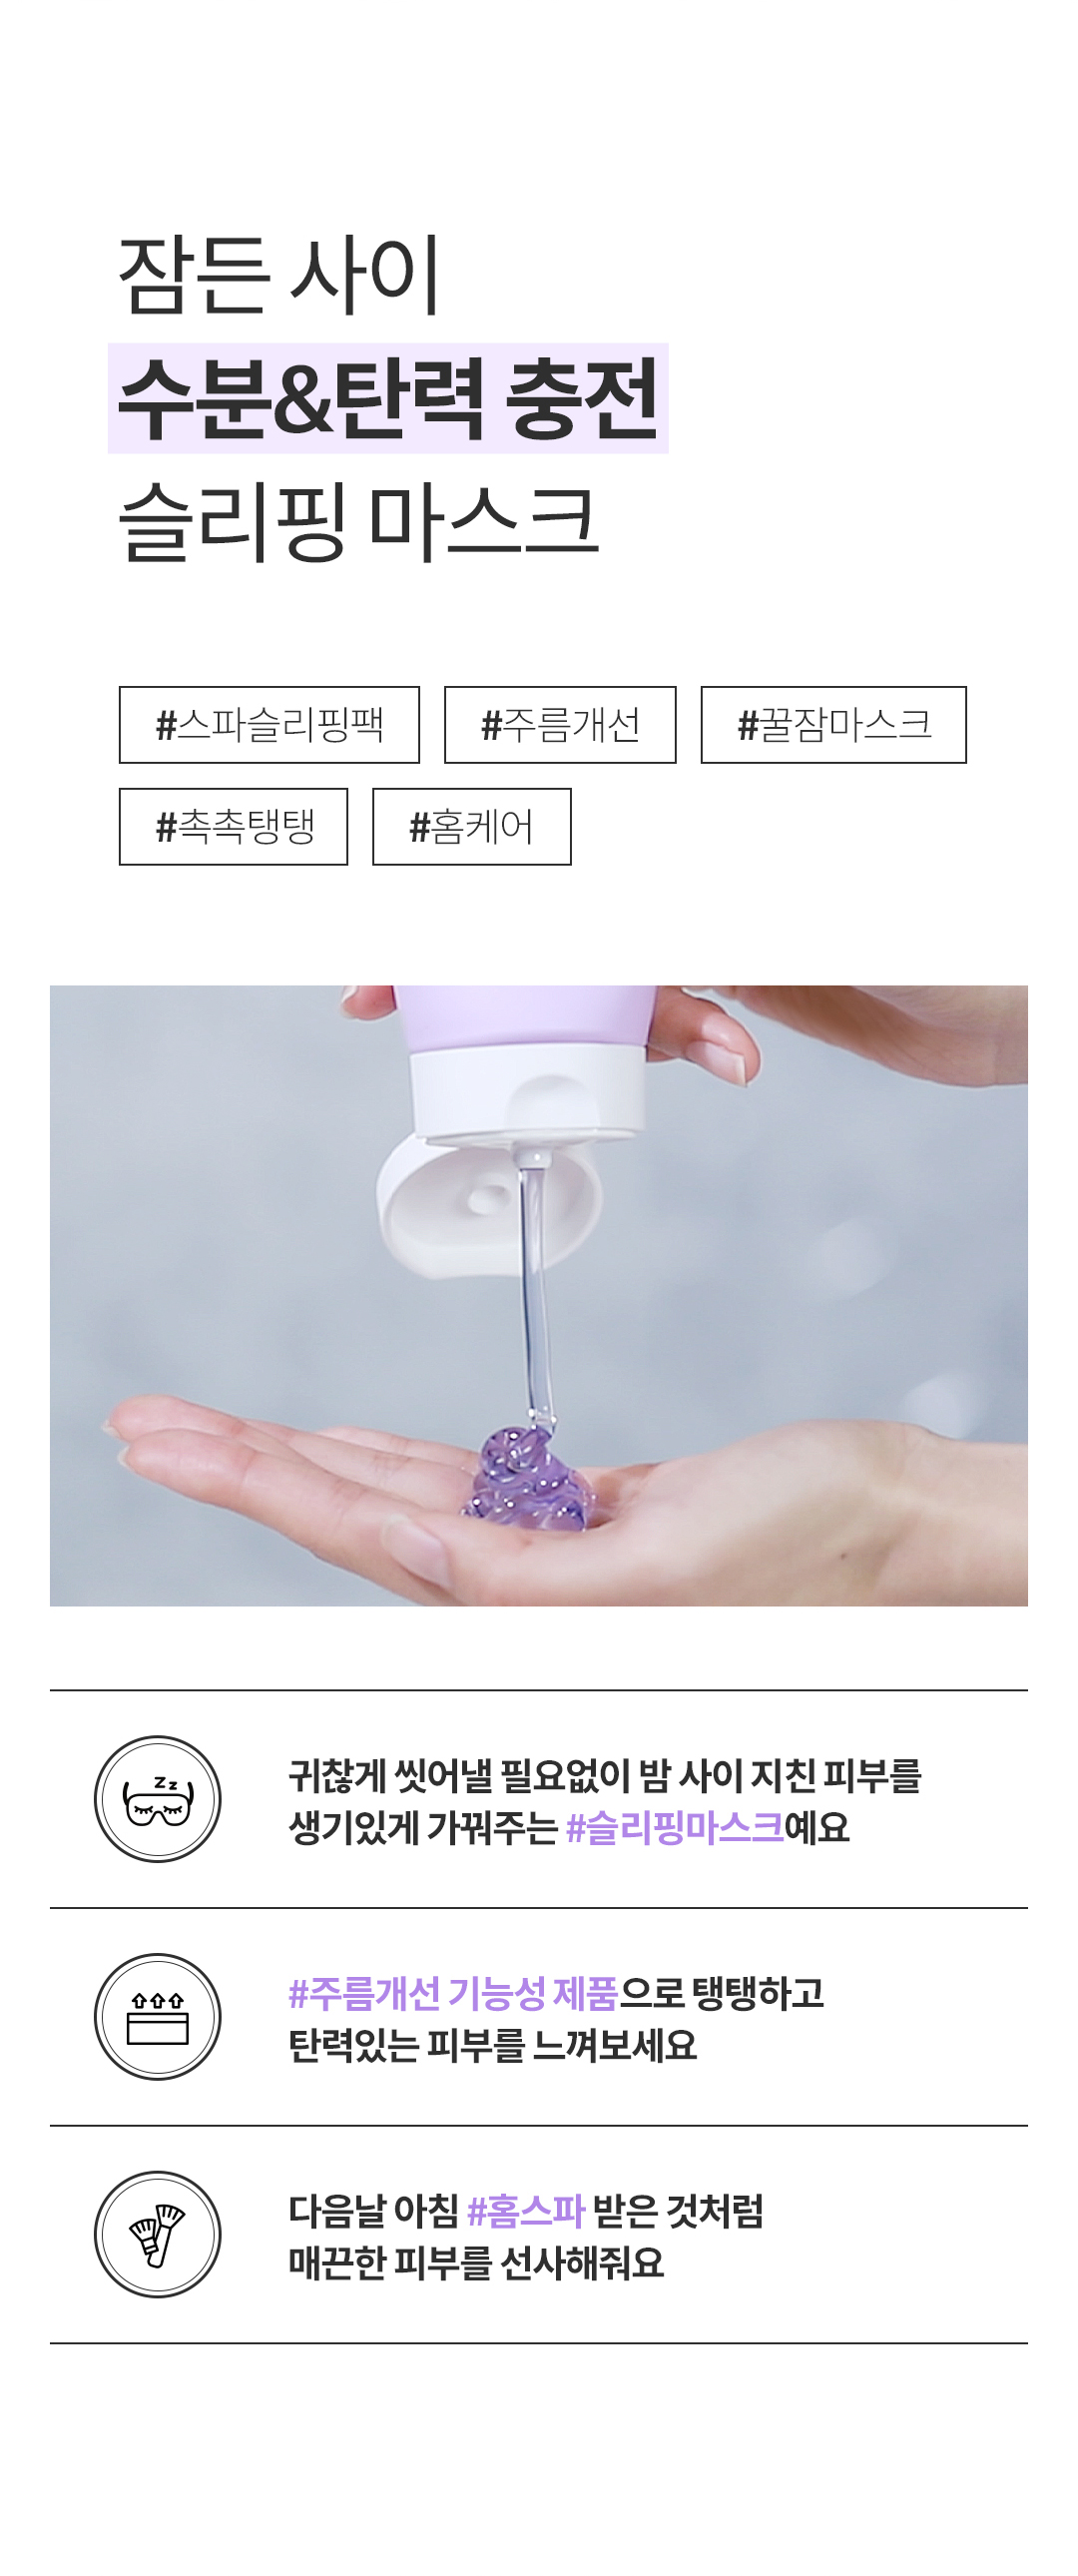 잠든 사이
수분&탄력 충전
슬리핑 마스크
#스파슬리핑팩 #주름개선 #꿀잠마스크
#촉촉탱탱 #홈케어
zz
귀찮게 씻어낼 필요없이 밤 사이 지친 피부를
생기있게 가꿔주는 #슬리핑마스크예요
#주름개선 기능성 제품으로 탱탱하고
탄력있는 피부를 느껴보세요
다음날 아침 #홈스파 받은 것처럼
매끈한 피부를 선사해줘요